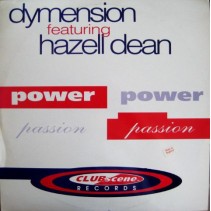 dymension
featuring
hazell dean
power power
passion passion
CLUBScene
RECORDS